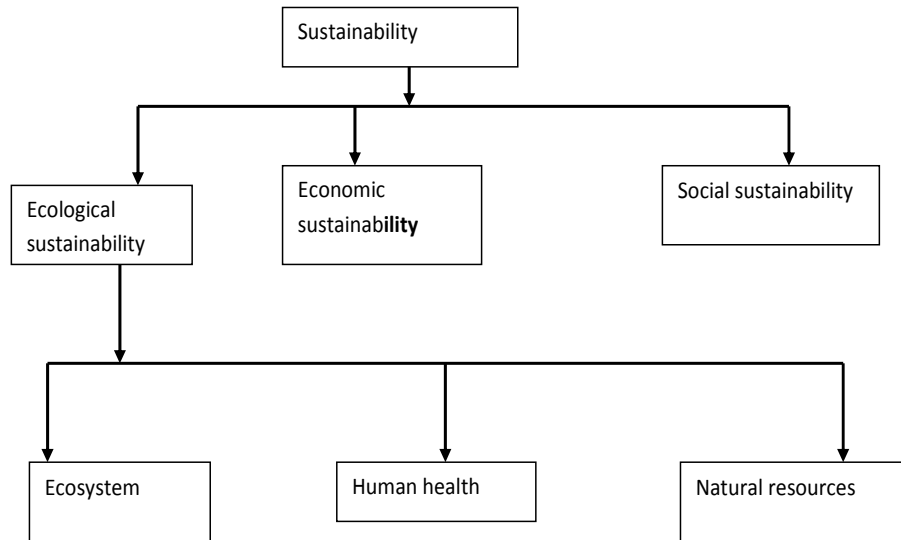 Sustainability
Economic
sustainability
Social sustainability
Ecological
sustainability
Ecosystem
Human health
Natural resources